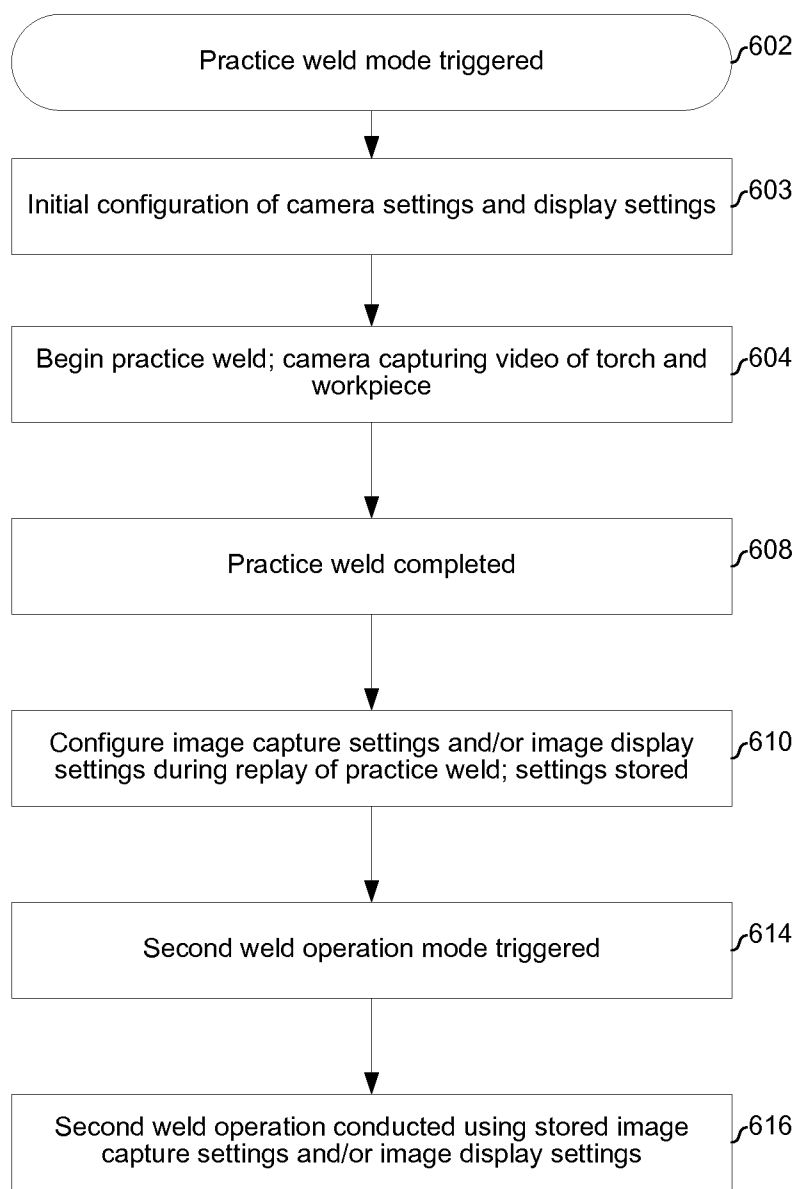 Practice weld mode triggered
602
Initial configuration of camera settings and display settings
603
Begin practice weld; camera capturing video of torch and
workpiece
604
Practice weld completed
608
Configure image capture settings and/or image display
settings during replay of practice weld; settings stored
610
Second weld operation mode triggered
614
Second weld operation conducted using stored image
capture settings and/or image display settings
616